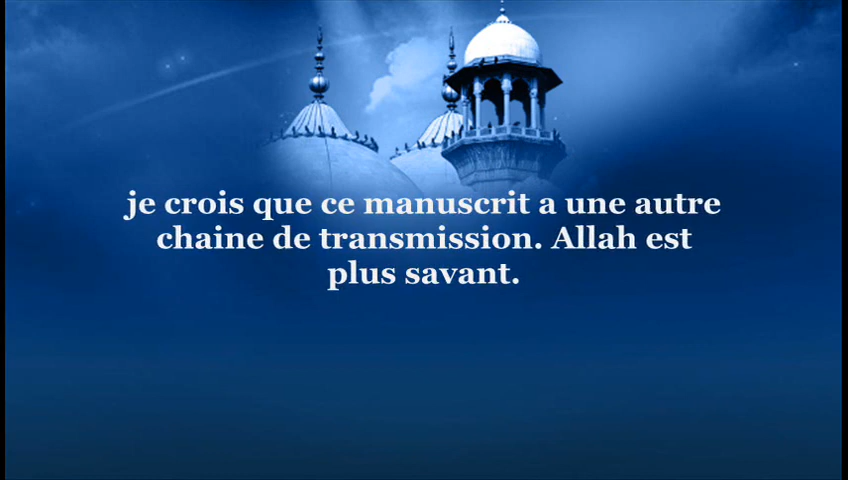 je crois que ce manuscrit a une autre
chaine de transmission. Allah est
plus savant.